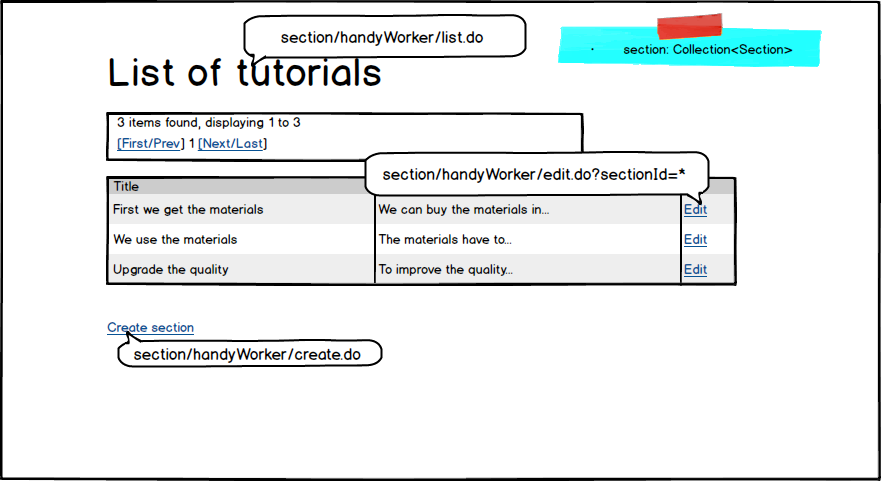 section/handyWorker/list.do
· section: Collection<Section>
List of tutorials
3 items found, displaying 1 to 3
[First/Prev] 1 [Next/Last]
section/handyWorker/edit.do?sectionId=*
Title
First we get the materials We can buy the materials in... Edit
We use the materials The materials have to... Edit
Upgrade the quality To improve the quality... Edit
Create section
section/handyWorker/create.do